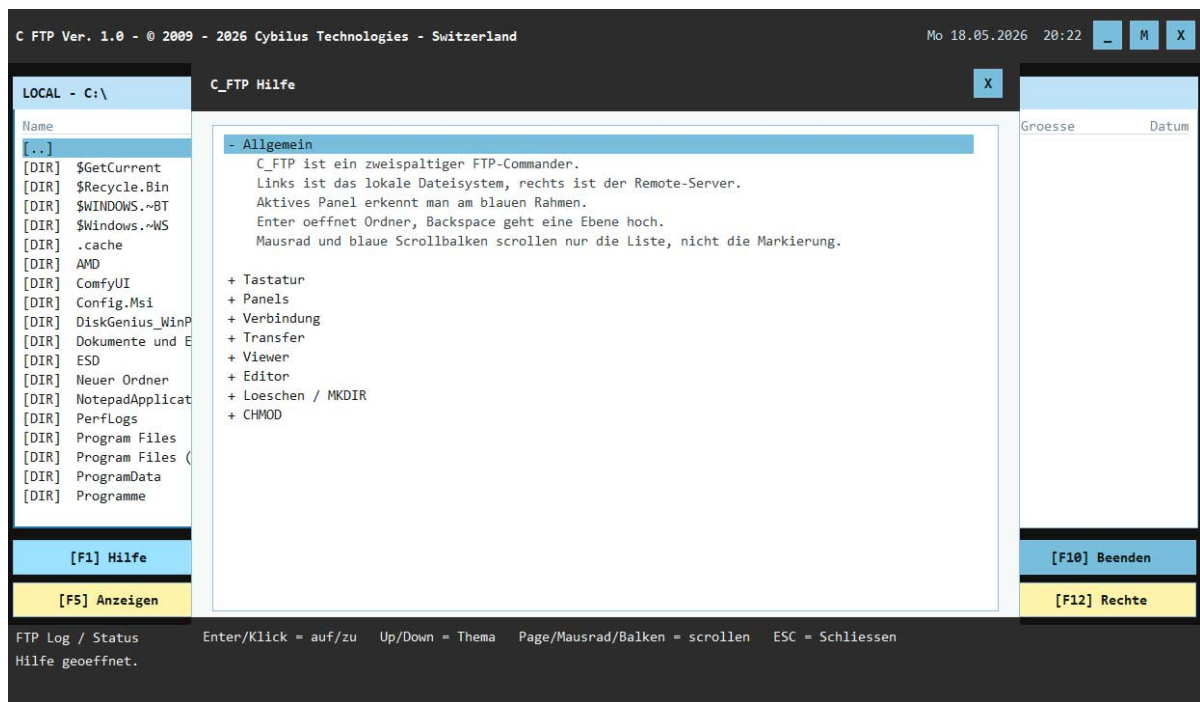 C FTP Ver. 1.0 - © 2009 - 2026 Cybilus Technologies - Switzerland
Mo 18.05.2026 20:22 _ M X
LOCAL - C:\
C_FTP Hilfe X
Name
Groesse Datum
[..]
[DIR] $GetCurrent
[DIR] $Recycle.Bin
[DIR] $WINDOWS.~BT
[DIR] $Windows.~WS
[DIR] .cache
[DIR] AMD
[DIR] ComfyUI
[DIR] Config.Msi
[DIR] DiskGenius_WinP
[DIR] Dokumente und E
[DIR] ESD
[DIR] Neuer Ordner
[DIR] NotepadApplicat
[DIR] PerfLogs
[DIR] Program Files
[DIR] Program Files (
[DIR] ProgramData
[DIR] Programme
- Allgemein
C_FTP ist ein zweispaltiger FTP-Commander.
Links ist das lokale Dateisystem, rechts ist der Remote-Server.
Aktives Panel erkennt man am blauen Rahmen.
Enter oeffnet Ordner, Backspace geht eine Ebene hoch.
Mausrad und blaue Scrollbalken scrollen nur die Liste, nicht die Markierung.
+ Tastatur
+ Panels
+ Verbindung
+ Transfer
+ Viewer
+ Editor
+ Loeschen / MKDIR
+ CHMOD
[F1] Hilfe
[F10] Beenden
[F5] Anzeigen
[F12] Rechte
FTP Log / Status
Enter/Klick = auf/zu Up/Down = Thema Page/Mausrad/Balken = scrollen ESC = Schliessen
Hilfe geoeffnet.